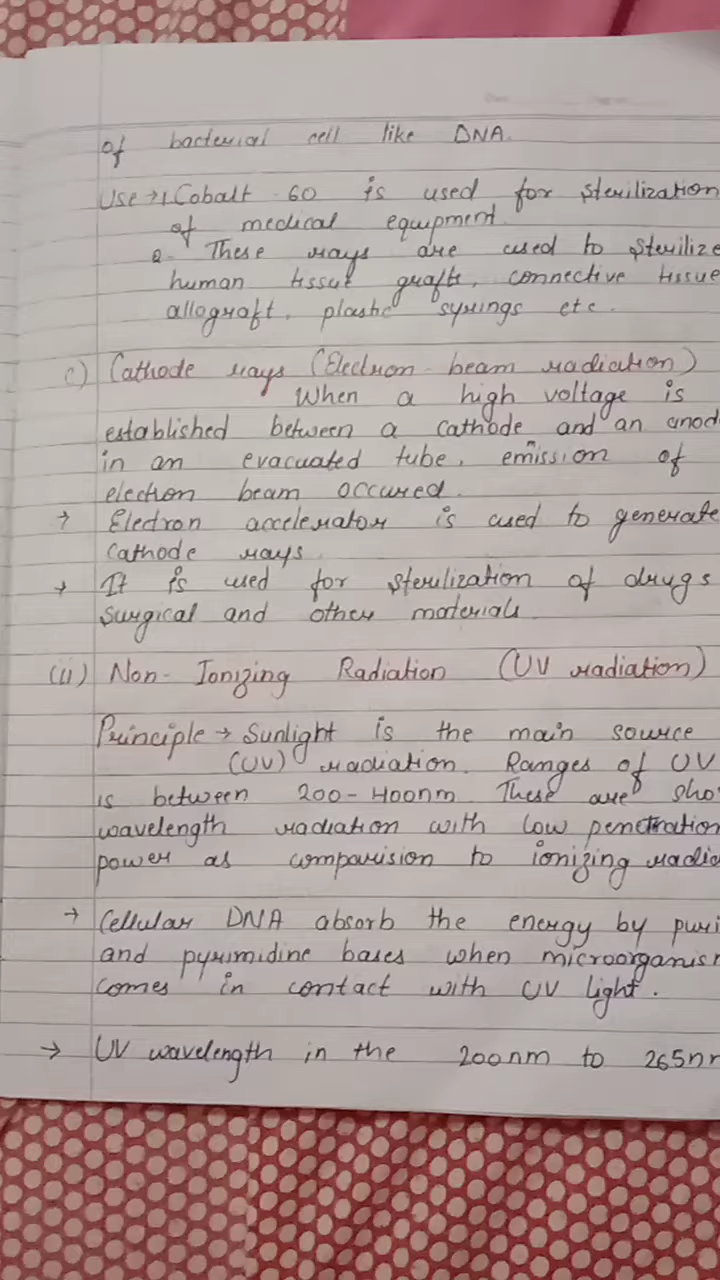 of bacterial cell like DNA.
Use → 1. Cobalt - 60 is used for sterilization
of medical equipment.
2- These rays are used to sterilize
human tissue grafts, connective tissue
allograft, plastic syrings etc.
c) Cathode rays (Electron-beam radiation)
When a high voltage is
established between a cathode and an anod
in an evacuated tube, emission of
election beam occured.
→ Electron accelerator is used to generate
cathode rays.
→ It is used for sterilization of drugs
surgical and other materials
(ii) Non-Ionizing Radiation (UV radiation)
Principle → Sunlight is the main source
(UV) radiation. Ranges of UV
is between 200-400nm. These are sho
wavelength radiation with low penetration
power as comparision to ionizing radia
→ Cellular DNA absorb the energy by puri
and pyrimidine bases when microorganis
comes in contact with UV light.
→ UV wavelength in the 200nm to 265nm